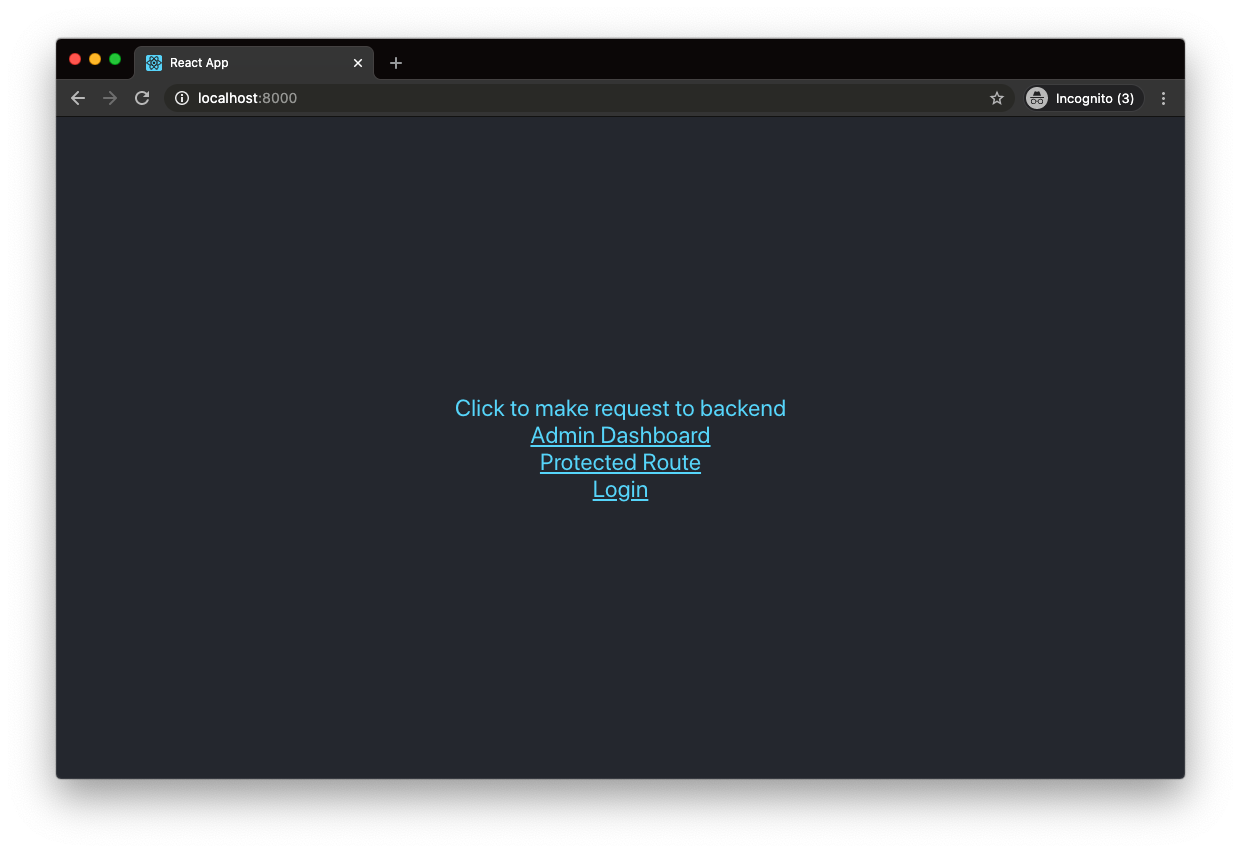 React App
localhost:8000
Incognito (3)
Click to make request to backend
Admin Dashboard
Protected Route
Login